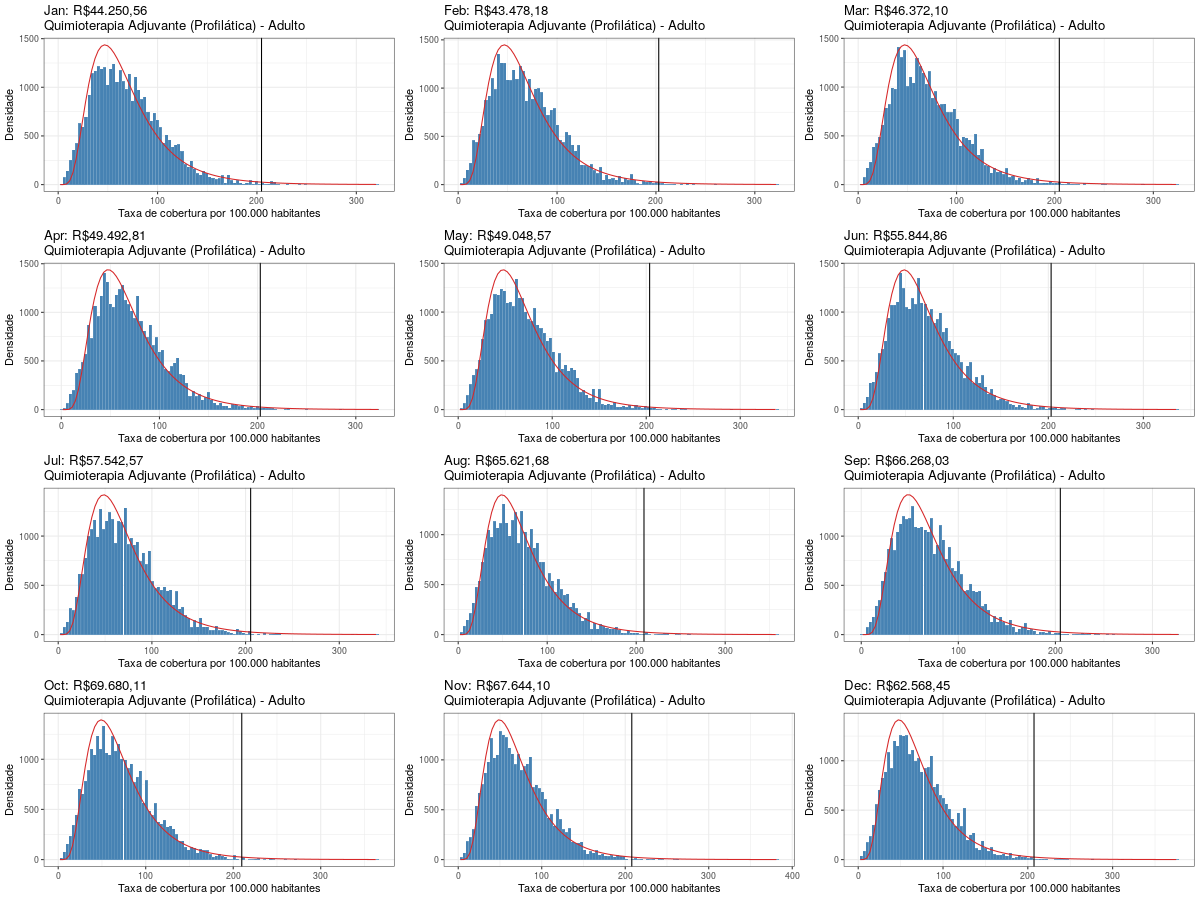 Jan: R$44.250,56
Quimioterapia Adjuvante (Profilática) - Adulto
1500
1000
500
0
Densidade
0 100 200 300
Taxa de cobertura por 100.000 habitantes
Feb: R$43.478,18
Quimioterapia Adjuvante (Profilática) - Adulto
1500
1000
500
0
Densidade
0 100 200 300
Taxa de cobertura por 100.000 habitantes
Mar: R$46.372,10
Quimioterapia Adjuvante (Profilática) - Adulto
1500
1000
500
0
Densidade
0 100 200 300
Taxa de cobertura por 100.000 habitantes
Apr: R$49.492,81
Quimioterapia Adjuvante (Profilática) - Adulto
1500
1000
500
0
Densidade
0 100 200 300
Taxa de cobertura por 100.000 habitantes
May: R$49.048,57
Quimioterapia Adjuvante (Profilática) - Adulto
1500
1000
500
0
Densidade
0 100 200 300
Taxa de cobertura por 100.000 habitantes
Jun: R$55.844,86
Quimioterapia Adjuvante (Profilática) - Adulto
1500
1000
500
0
Densidade
0 100 200 300
Taxa de cobertura por 100.000 habitantes
Jul: R$57.542,57
Quimioterapia Adjuvante (Profilática) - Adulto
1000
500
0
Densidade
0 100 200 300
Taxa de cobertura por 100.000 habitantes
Aug: R$65.621,68
Quimioterapia Adjuvante (Profilática) - Adulto
1000
500
0
Densidade
0 100 200 300
Taxa de cobertura por 100.000 habitantes
Sep: R$66.268,03
Quimioterapia Adjuvante (Profilática) - Adulto
1000
500
0
Densidade
0 100 200 300
Taxa de cobertura por 100.000 habitantes
Oct: R$69.680,11
Quimioterapia Adjuvante (Profilática) - Adulto
1000
500
0
Densidade
0 100 200 300
Taxa de cobertura por 100.000 habitantes
Nov: R$67.644,10
Quimioterapia Adjuvante (Profilática) - Adulto
1000
500
0
Densidade
0 100 200 300 400
Taxa de cobertura por 100.000 habitantes
Dec: R$62.568,45
Quimioterapia Adjuvante (Profilática) - Adulto
1000
500
0
Densidade
0 100 200 300
Taxa de cobertura por 100.000 habitantes